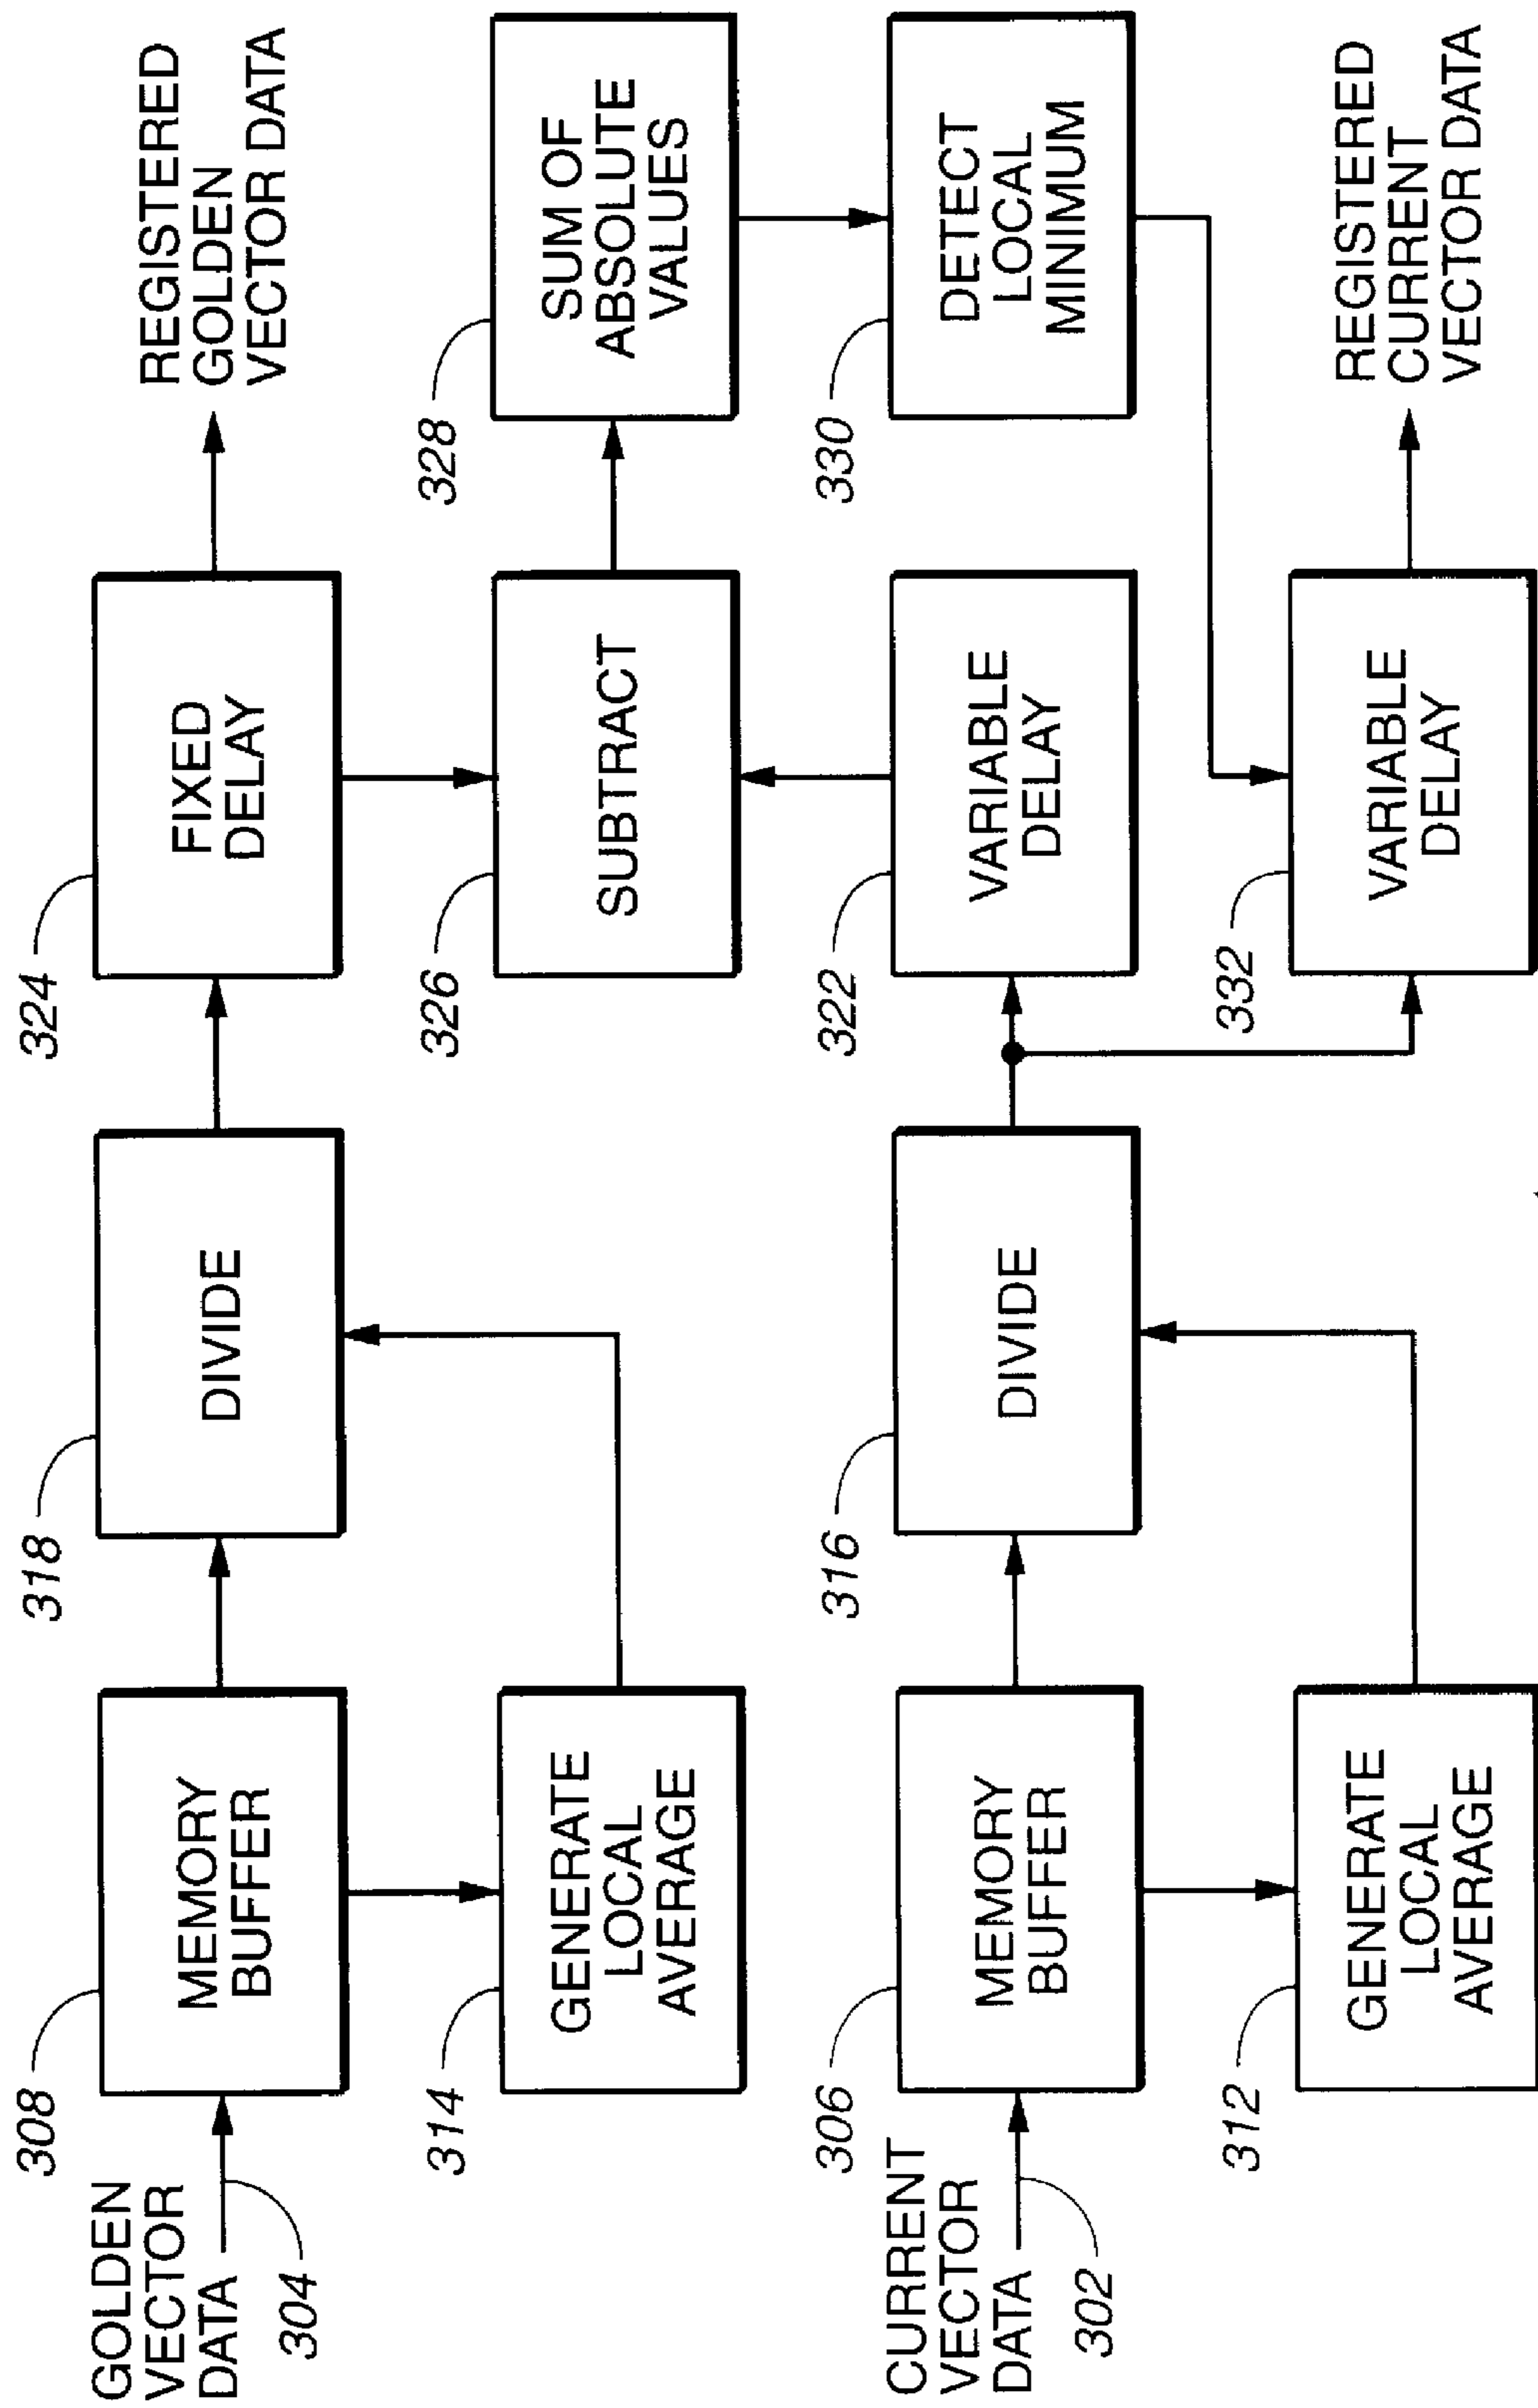 GOLDEN
VECTOR
DATA
304
308
MEMORY
BUFFER
314
GENERATE
LOCAL
AVERAGE
318
DIVIDE
324
FIXED
DELAY
REGISTERED
GOLDEN
VECTOR DATA
326
SUBTRACT
328
SUM OF
ABSOLUTE
VALUES
330
DETECT
LOCAL
MINIMUM
CURRENT
VECTOR
DATA
302
306
MEMORY
BUFFER
312
GENERATE
LOCAL
AVERAGE
316
DIVIDE
322
VARIABLE
DELAY
332
VARIABLE
DELAY
REGISTERED
CURRENT
VECTOR DATA